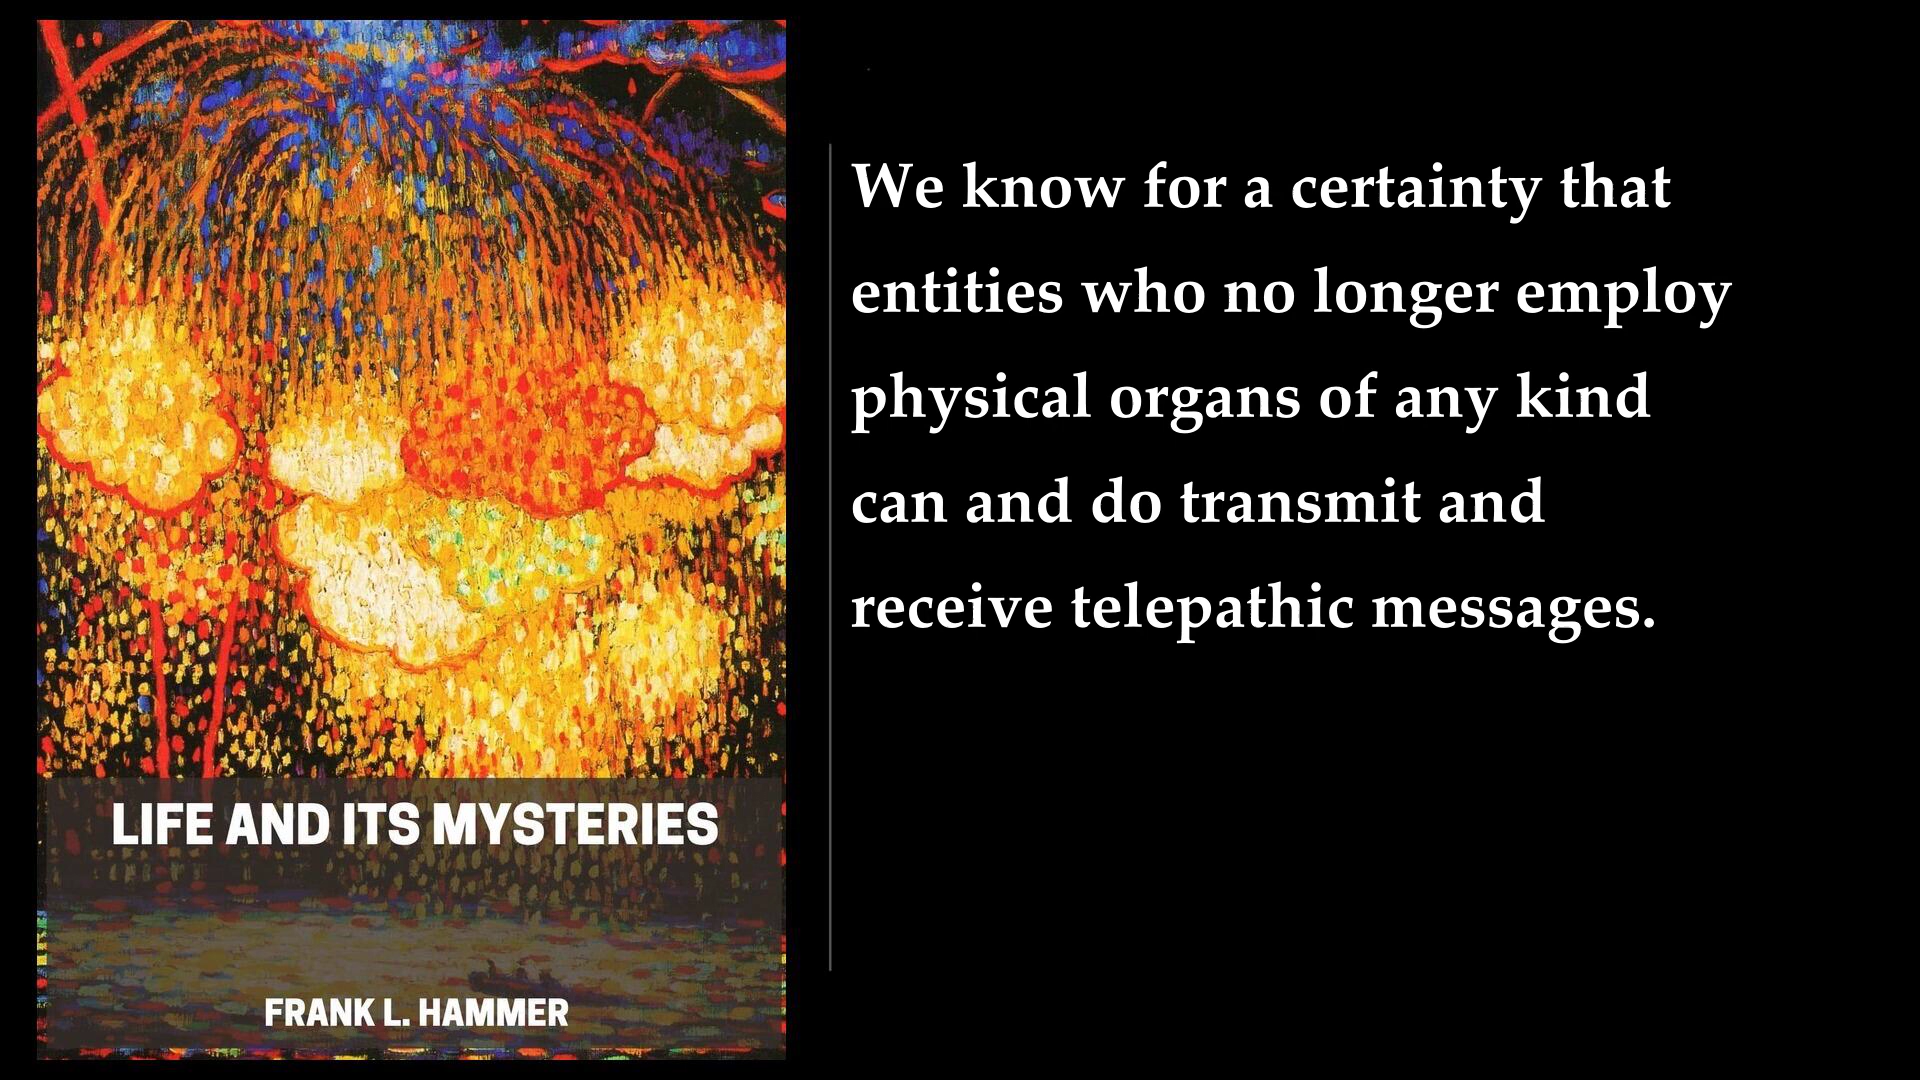 LIFE AND ITS MYSTERIES
FRANK L. HAMMER
We know for a certainty that
entities who no longer employ
physical organs of any kind
can and do transmit and
receive telepathic messages.